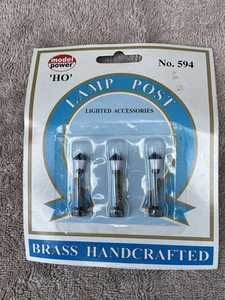 model
power
'HO'
No. 594
LAMP POST
LIGHTED ACCESSORIES
BRASS HANDCRAFTED